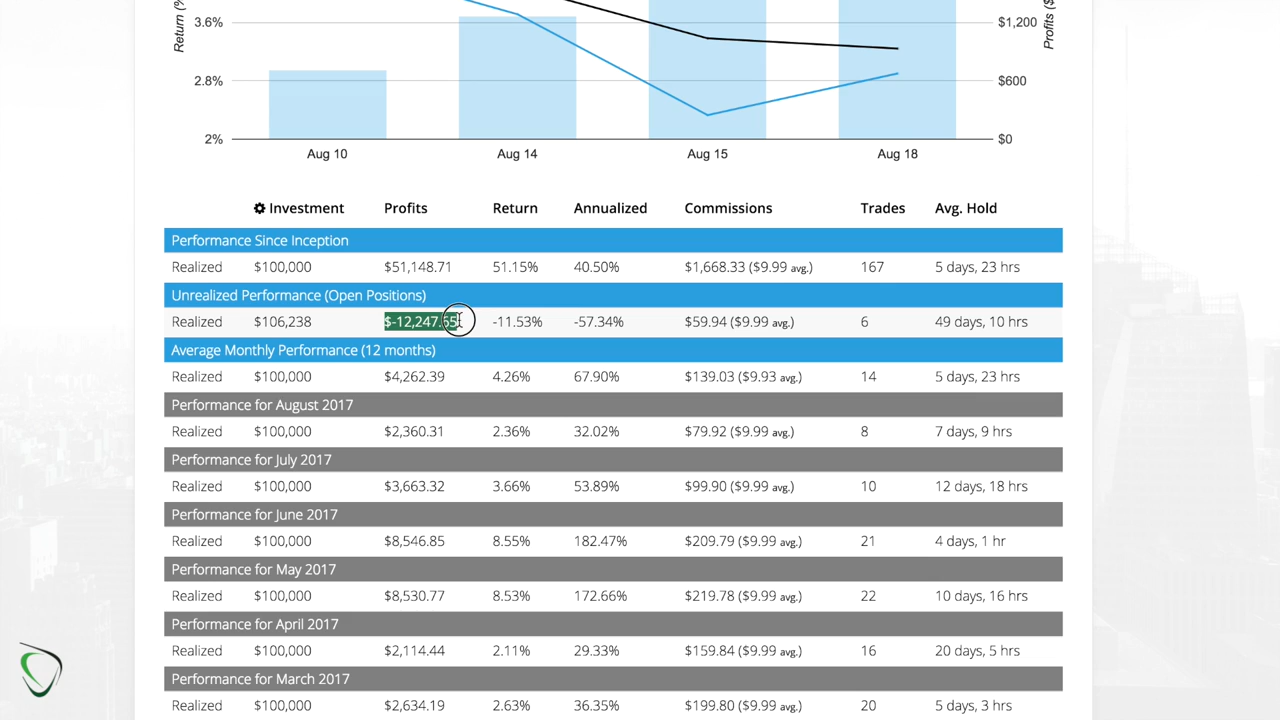 Return (%
Profits ($
3.6% $1,200
2.8% $600
2% $0
Aug 10 Aug 14 Aug 15 Aug 18
Investment Profits Return Annualized Commissions Trades Avg. Hold
Performance Since Inception
Realized $100,000 $51,148.71 51.15% 40.50% $1,668.33 ($9.99 avg.) 167 5 days, 23 hrs
Unrealized Performance (Open Positions)
Realized $106,238 $-12,247.65 -11.53% -57.34% $59.94 ($9.99 avg.) 6 49 days, 10 hrs
Average Monthly Performance (12 months)
Realized $100,000 $4,262.39 4.26% 67.90% $139.03 ($9.93 avg.) 14 5 days, 23 hrs
Performance for August 2017
Realized $100,000 $2,360.31 2.36% 32.02% $79.92 ($9.99 avg.) 8 7 days, 9 hrs
Performance for July 2017
Realized $100,000 $3,663.32 3.66% 53.89% $99.90 ($9.99 avg.) 10 12 days, 18 hrs
Performance for June 2017
Realized $100,000 $8,546.85 8.55% 182.47% $209.79 ($9.99 avg.) 21 4 days, 1 hr
Performance for May 2017
Realized $100,000 $8,530.77 8.53% 172.66% $219.78 ($9.99 avg.) 22 10 days, 16 hrs
Performance for April 2017
Realized $100,000 $2,114.44 2.11% 29.33% $159.84 ($9.99 avg.) 16 20 days, 5 hrs
Performance for March 2017
Realized $100,000 $2,634.19 2.63% 36.35% $199.80 ($9.99 avg.) 20 5 days, 3 hrs